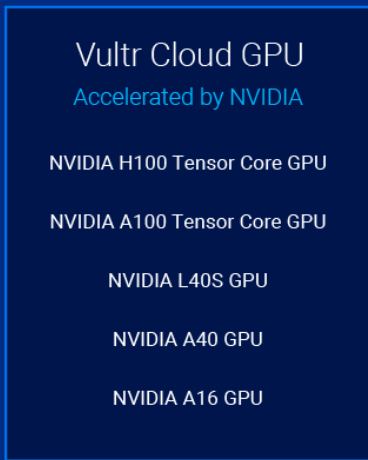 Vultr Cloud GPU
Accelerated by NVIDIA
NVIDIA H100 Tensor Core GPU
NVIDIA A100 Tensor Core GPU
NVIDIA L40S GPU
NVIDIA A40 GPU
NVIDIA A16 GPU